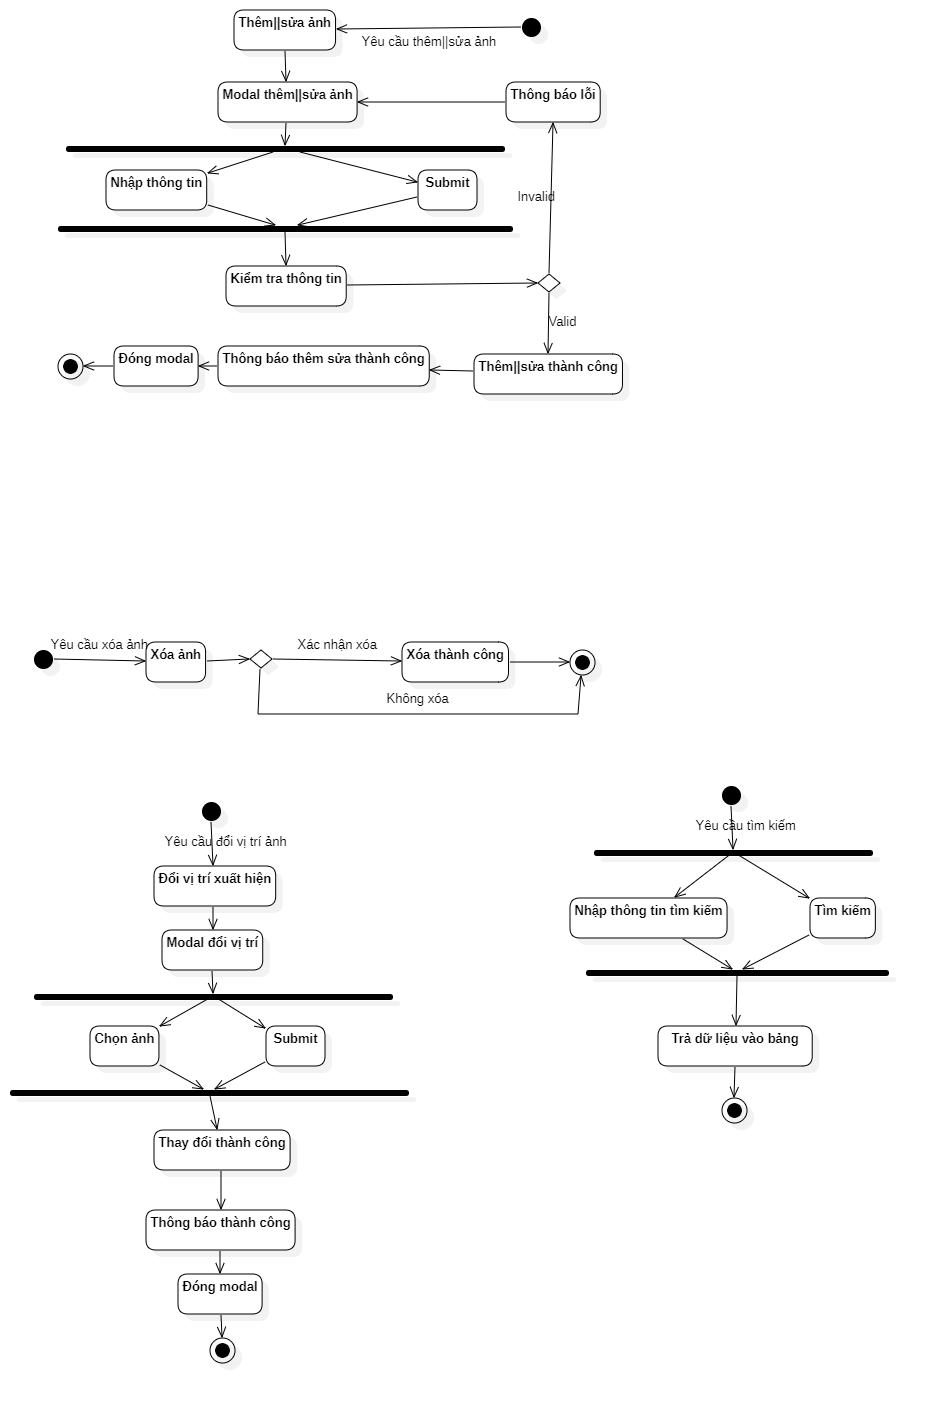 Thêm||sửa ảnh
Yêu cầu thêm||sửa ảnh
Modal thêm||sửa ảnh
Thông báo lỗi
Nhập thông tin
Submit
Invalid
Kiểm tra thông tin
Valid
Đóng modal
Thông báo thêm sửa thành công
Thêm||sửa thành công
Yêu cầu xóa ảnh
Xóa ảnh
Xác nhận xóa
Xóa thành công
Không xóa
Yêu cầu đổi vị trí ảnh
Đổi vị trí xuất hiện
Modal đổi vị trí
Chọn ảnh
Submit
Thay đổi thành công
Thông báo thành công
Đóng modal
Yêu cầu tìm kiếm
Nhập thông tin tìm kiếm
Tìm kiếm
Trả dữ liệu vào bảng